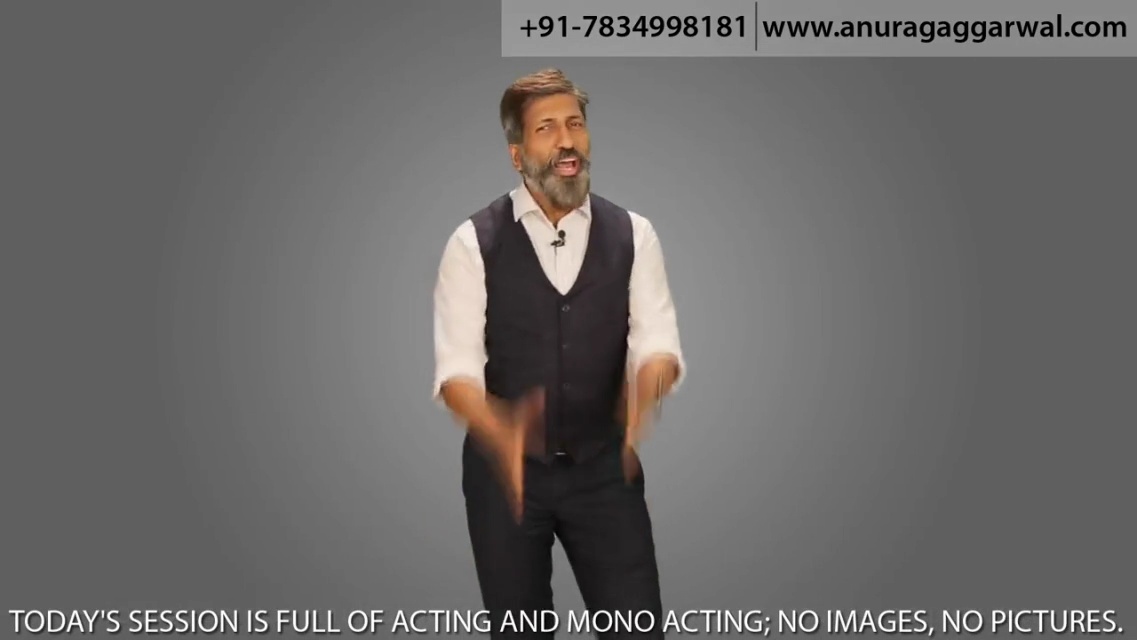 +91-7834998181 | www.anuragaggarwal.com
TODAY'S SESSION IS FULL OF ACTING AND MONO ACTING; NO IMAGES, NO PICTURES.